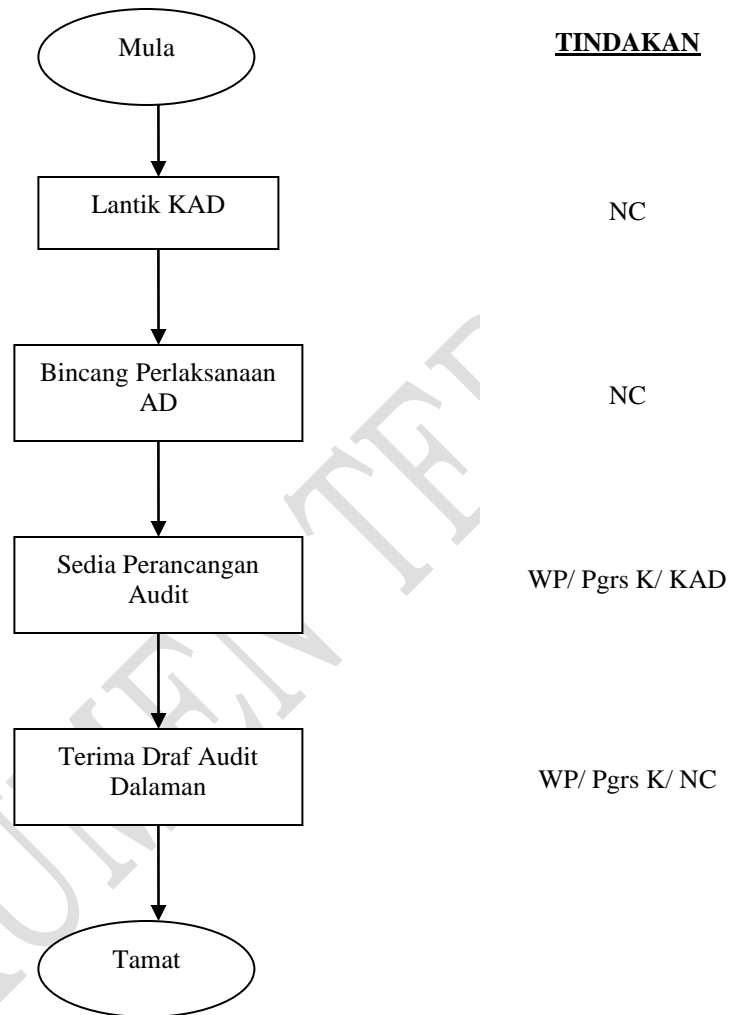 Mula
TINDAKAN
Lantik KAD
NC
Bincang Perlaksanaan
AD
NC
Sedia Perancangan
Audit
WP/ Pgrs K/ KAD
Terima Draf Audit
Dalaman
WP/ Pgrs K/ NC
Tamat